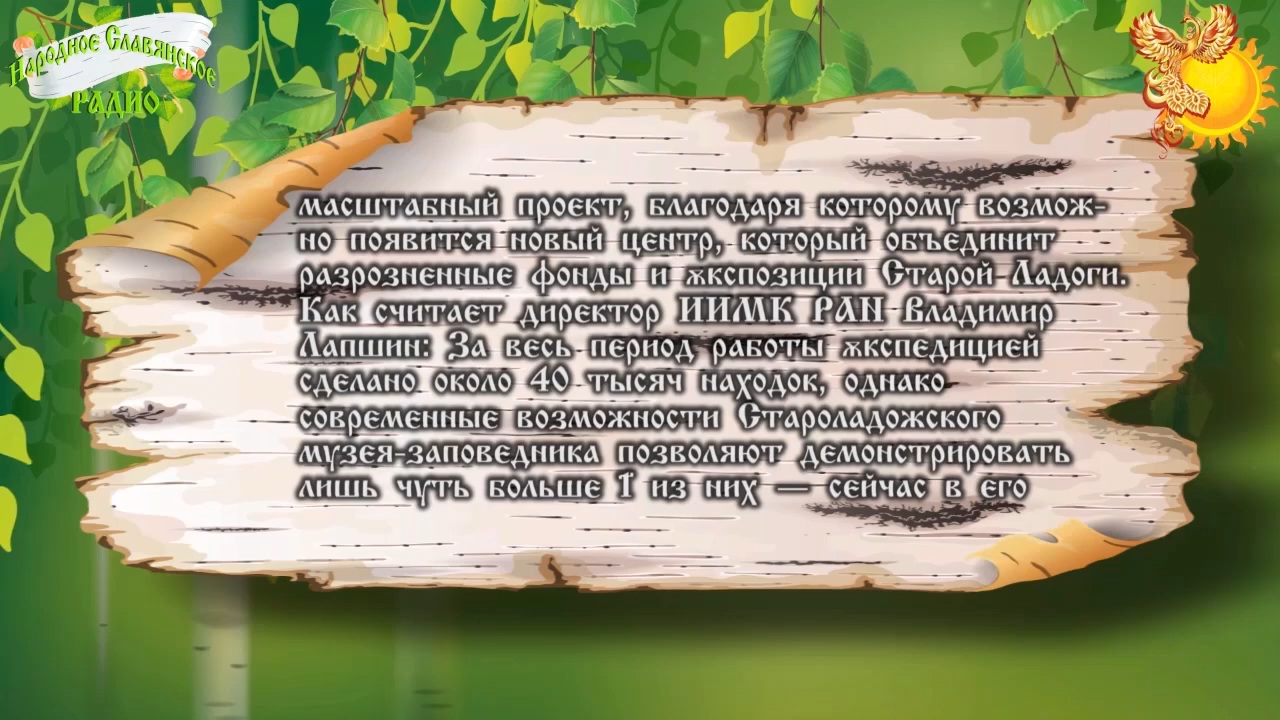 Народное Славянское
РАДИО
масштабный проект, благодаря которому возмож-
но появится новый центр, который объединит
разрозненные фонды и экспозиции Старой Ладоги.
Как считает директор ИИМК РАН Владимир
Лапшин: За весь период работы экспедицией
сделано около 40 тысяч находок, однако
современные возможности Староладожского
музея-заповедника позволяют демонстрировать
лишь чуть больше 1 из них — сейчас в его